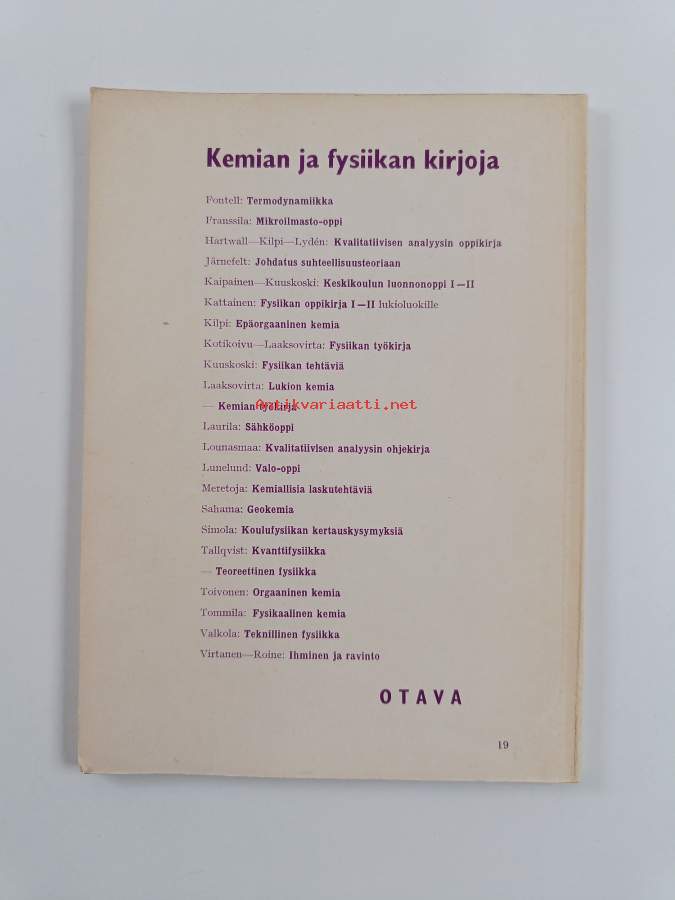 Kemian ja fysiikan kirjoja
Fontell: Termodynamiikka
Franssila: Mikroilmasto-oppi
Hartwall—Kilpi—Lydén: Kvalitatiivisen analyysin oppikirja
Järnefelt: Johdatus suhteellisuusteoriaan
Kaipainen—Kuuskoski: Keskikoulun luonnonoppi I—II
Kattainen: Fysiikan oppikirja I—II lukioluokille
Kilpi: Epäorgaaninen kemia
Kotikoivu—Laaksovirta: Fysiikan työkirja
Kuuskoski: Fysiikan tehtäviä
Laaksovirta: Lukion kemia
— Kemian työkirja
Antikvariaatti.net
Laurila: Sähköoppi
Lounasmaa: Kvalitatiivisen analyysin ohjekirja
Lunelund: Valo-oppi
Meretoja: Kemiallisia laskutehtäviä
Sahama: Geokemia
Simola: Koulufysiikan kertauskysymyksiä
Tallqvist: Kvanttifysiikka
— Teoreettinen fysiikka
Toivonen: Orgaaninen kemia
Tommila: Fysikaalinen kemia
Valkola: Teknillinen fysiikka
Virtanen—Roine: Ihminen ja ravinto
OTAVA
19